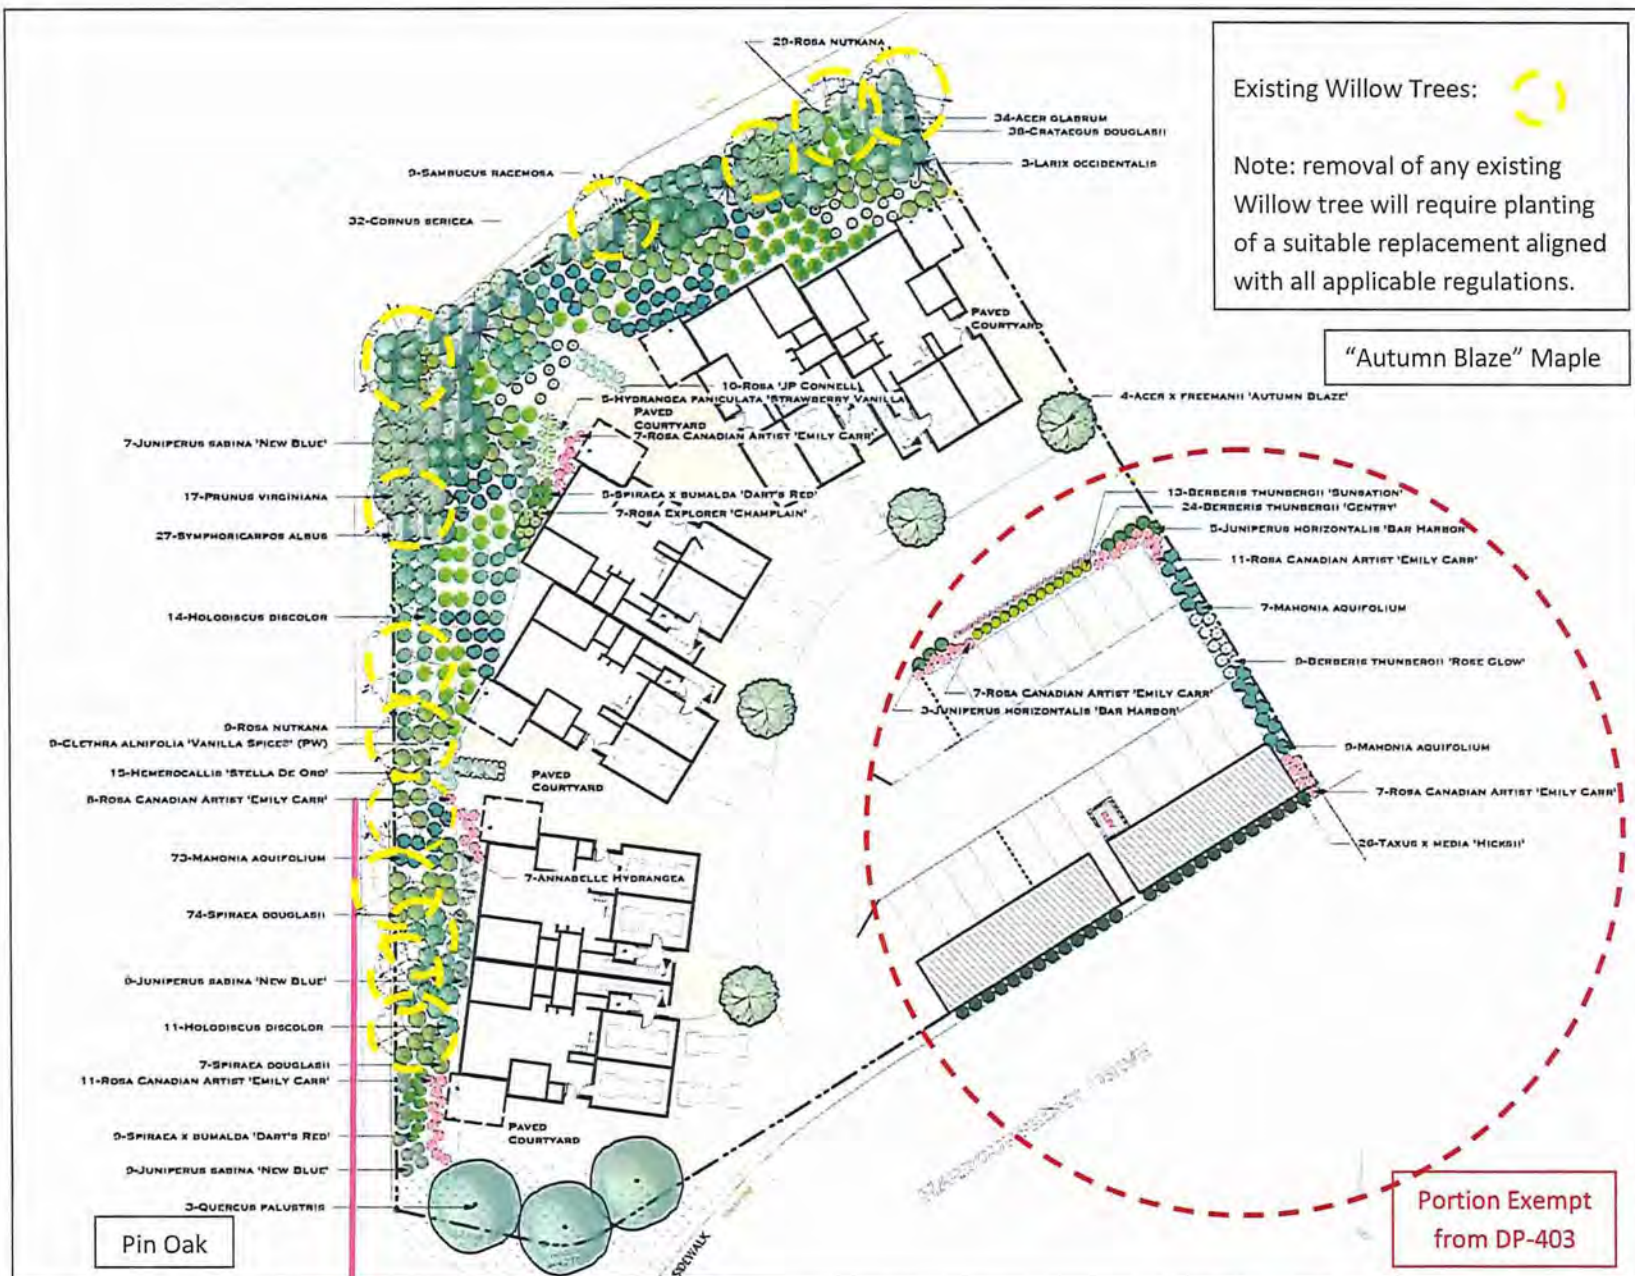 29-ROSA NUTKANA
34-ACER GLABRUM
38-CRATAEGUS DOUGLASII
3-LARIX OCCIDENTALIS
9-SAMBUCUS RACEMOSA
32-CORNUS SERICEA
Existing Willow Trees:
Note: removal of any existing
Willow tree will require planting
of a suitable replacement aligned
with all applicable regulations.
"Autumn Blaze" Maple
PAVED
COURTYARD
10-ROSA 'JP CONNELL'
5-HYDRANGEA PANICULATA 'STRAWBERRY VANILLA
PAVED
COURTYARD
7-ROSA CANADIAN ARTIST 'EMILY CARR'
4-ACER X FREEMANII 'AUTUMN BLAZE'
7-JUNIPERUS SABINA 'NEW BLUE'
17-PRUNUS VIRGINIANA
5-SPIRAEA X BUMALDA 'DART'S RED'
7-ROSA EXPLORER 'CHAMPLAIN'
27-SYMPHORICARPOS ALBUS
13-BERBERIS THUNBERGII 'SUNSATION'
24-BERBERIS THUNBERGII 'GENTRY'
5-JUNIPERUS HORIZONTALIS 'BAR HARBOR'
11-ROSA CANADIAN ARTIST 'EMILY CARR'
14-HOLODISCUS DISCOLOR
7-MAHONIA AQUIFOLIUM
9-BERBERIS THUNBERGII 'ROSE GLOW'
7-ROSA CANADIAN ARTIST 'EMILY CARR'
3-JUNIPERUS HORIZONTALIS 'BAR HARBOR'
9-ROSA NUTKANA
9-CLETHRA ALNIFOLIA 'VANILLA SPICE' (PW)
15-HEMEROCALLIS 'STELLA DE ORO'
PAVED
COURTYARD
9-MAHONIA AQUIFOLIUM
8-ROSA CANADIAN ARTIST 'EMILY CARR'
7-ROSA CANADIAN ARTIST 'EMILY CARR'
26-TAXUS X MEDIA 'HICKSII'
73-MAHONIA AQUIFOLIUM
7-ANNABELLE HYDRANGEA
74-SPIRAEA DOUGLASII
JUNIPERUS SABINA 'NEW BLUE'
11-HOLODISCUS DISCOLOR
7-SPIRAEA DOUGLASII
11-ROSA CANADIAN ARTIST 'EMILY CARR'
9-SPIRAEA X BUMALDA 'DART'S RED'
PAVED
COURTYARD
9-JUNIPERUS SABINA 'NEW BLUE'
3-QUERCUS PALUSTRIS
Pin Oak
SIDEWALK
Portion Exempt
from DP-403